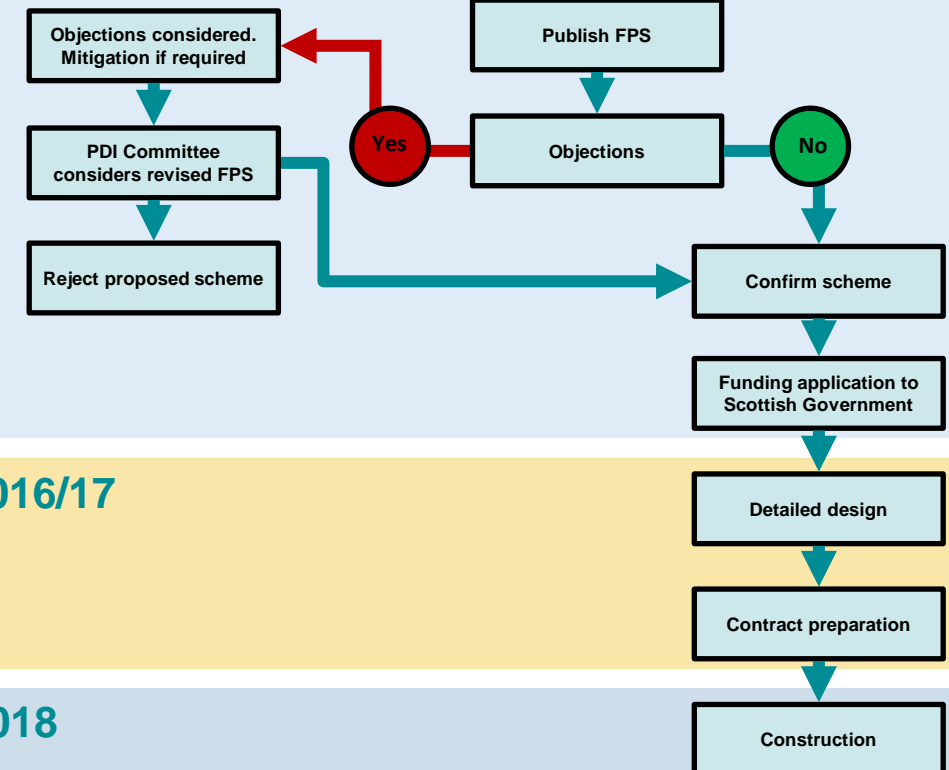 Objections considered.
Mitigation if required
Publish FPS
PDI Committee
considers revised FPS
Yes
Objections
No
Reject proposed scheme
Confirm scheme
Funding application to
Scottish Government
016/17
Detailed design
Contract preparation
018
Construction